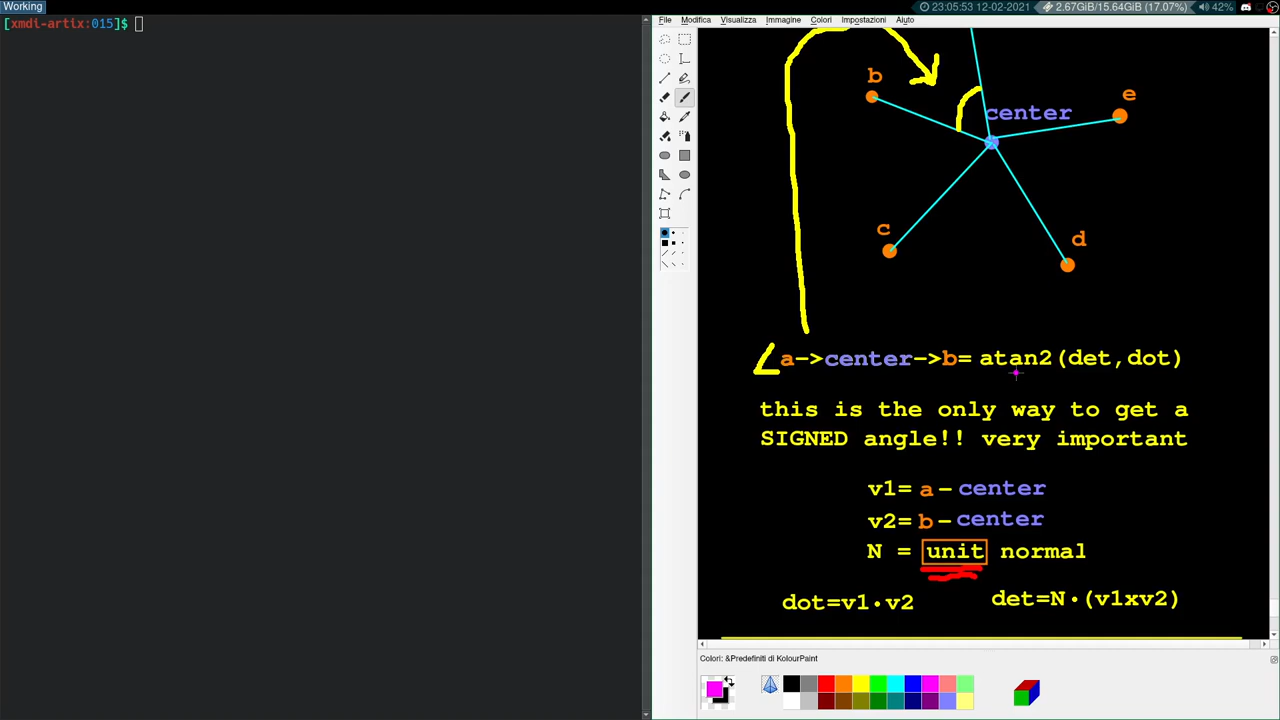 Working
23:05:53 12-02-2021
2.67GiB/15.64GiB (17.07%)
42%
[xmdi-artix:015]$
File Modifica Visualizza Immagine Colori Impostazioni Aiuto
b
e
center
c
d
a->center->b= atan2(det,dot)
this is the only way to get a
SIGNED angle!! very important
v1= a-center
v2= b-center
N = unit normal
dot=v1·v2
det=N·(v1xv2)
Colori: &Predefiniti di KolourPaint